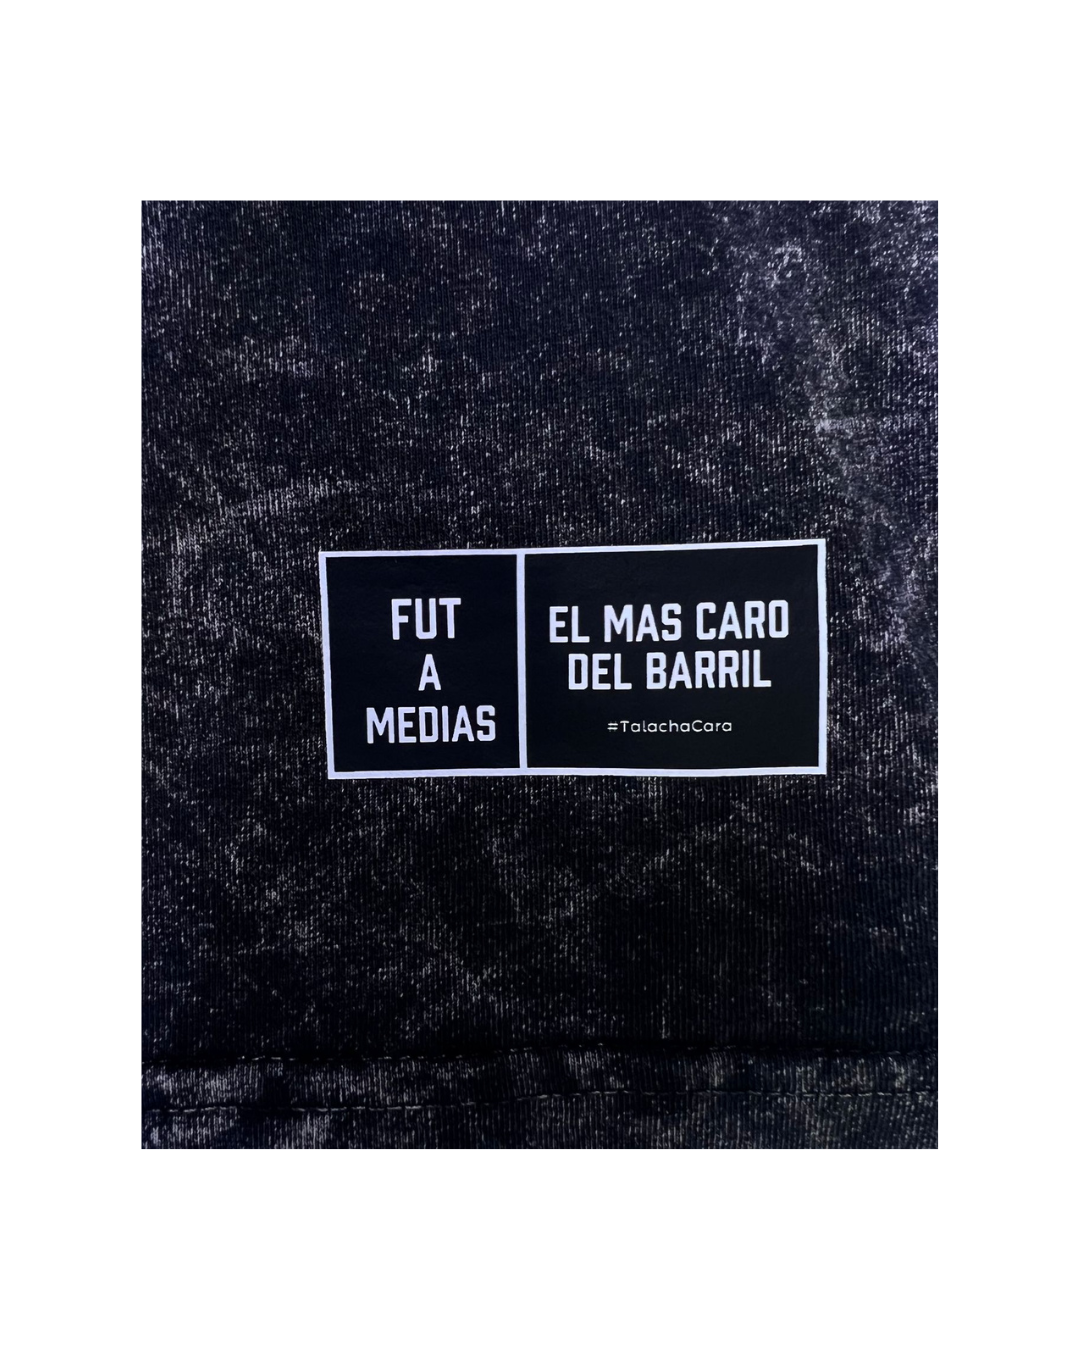 FUT
A
MEDIAS
EL MAS CARO
DEL BARRIL
#TalachaCara